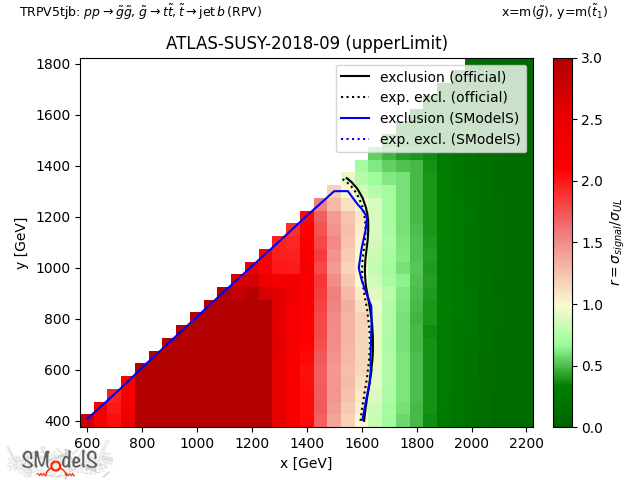 TRPV5tjb: pp → g̃g̃, g̃ → tt̃, t̃ → jet b (RPV)    x=m(g̃), y=m(t̃₁)
ATLAS-SUSY-2018-09 (upperLimit)
exclusion (official)
exp. excl. (official)
exclusion (SModelS)
exp. excl. (SModelS)
y [GeV]
1800
1600
1400
1200
1000
800
600
400
600 800 1000 1200 1400 1600 1800 2000 2200
x [GeV]
3.0
2.5
2.0
1.5
1.0
0.5
0.0
r = σ_signal/σ_UL
SModelS